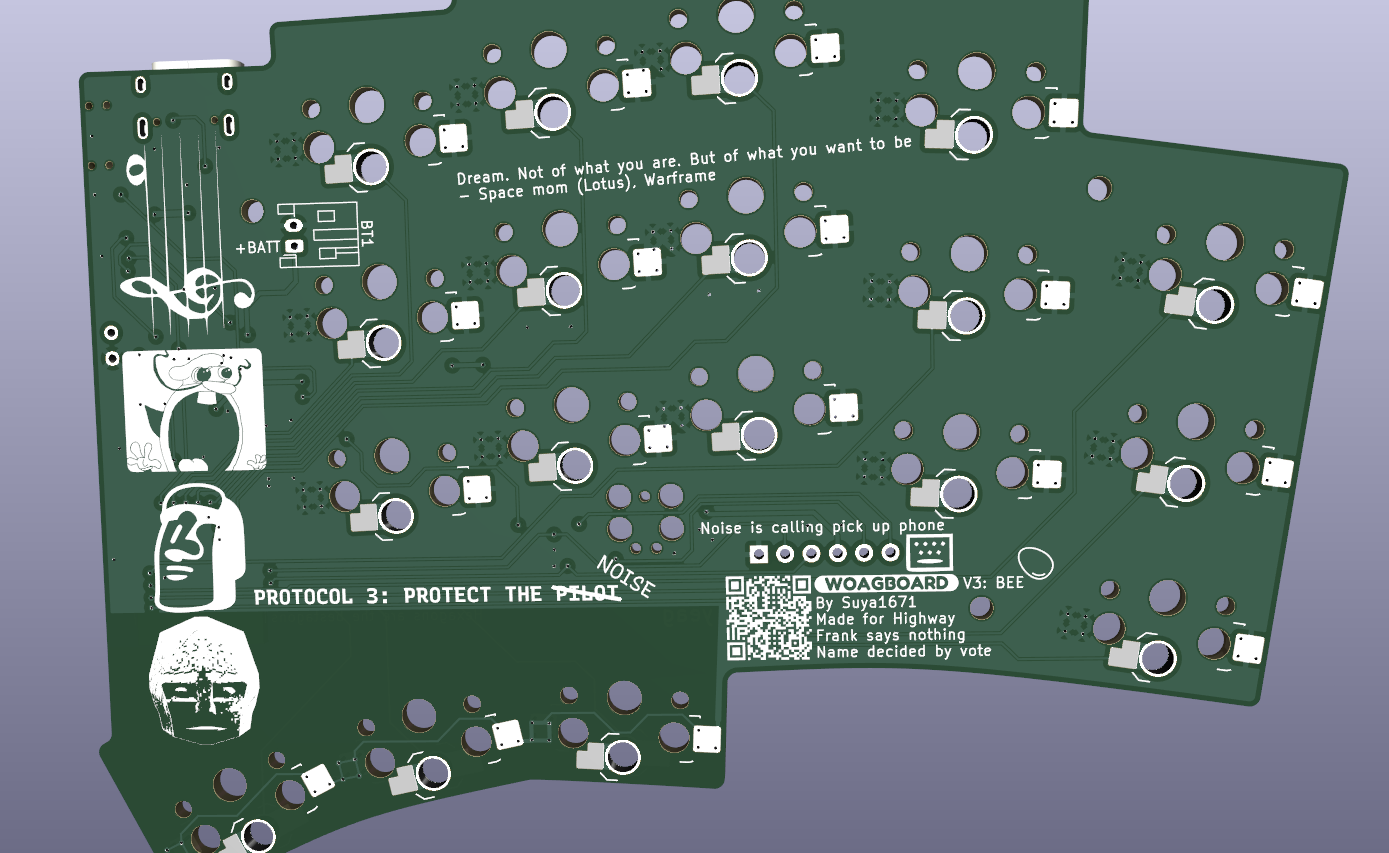 Dream. Not of what you are. But of what you want to be
– Space mom (Lotus), Warframe
+BATT
BT1
Noise is calling pick up phone
NOISE
PROTOCOL 3: PROTECT THE PILOT
WOAGBOARD V3: BEE
By Suya1671
Made for Highway
Frank says nothing
Name decided by vote